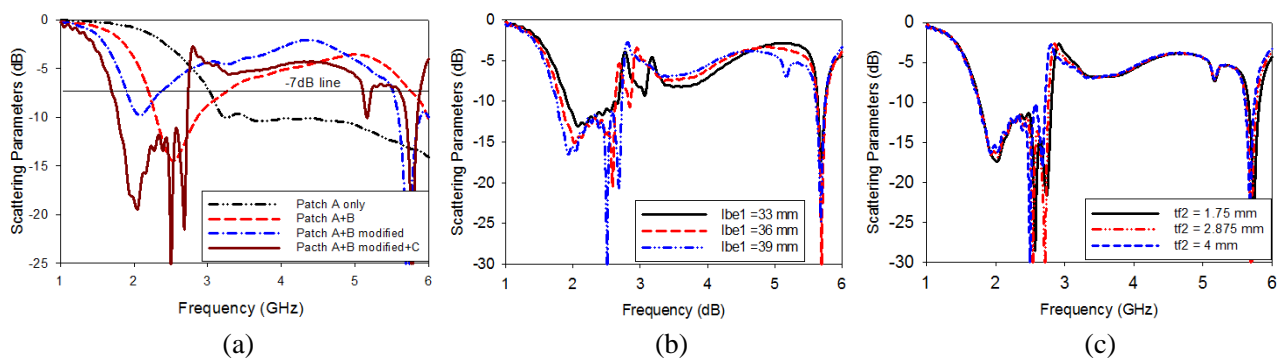 0
-5
-10
-15
-20
-25
1 2 3 4 5 6
Scattering Parameters (dB)
Frequency (GHz)
-7dB line
Patch A only
Patch A+B
Patch A+B modified
Pacth A+B modified+C
(a)
0
-5
-10
-15
-20
-25
-30
1 2 3 4 5 6
Scattering Parameters (dB)
Frequency (dB)
lbe1 =33 mm
lbe1 =36 mm
lbe1 =39 mm
(b)
0
-5
-10
-15
-20
-25
-30
1 2 3 4 5 6
Scattering Parameters (dB)
Frequency (GHz)
tf2 = 1.75 mm
tf2 = 2.875 mm
tf2 = 4 mm
(c)